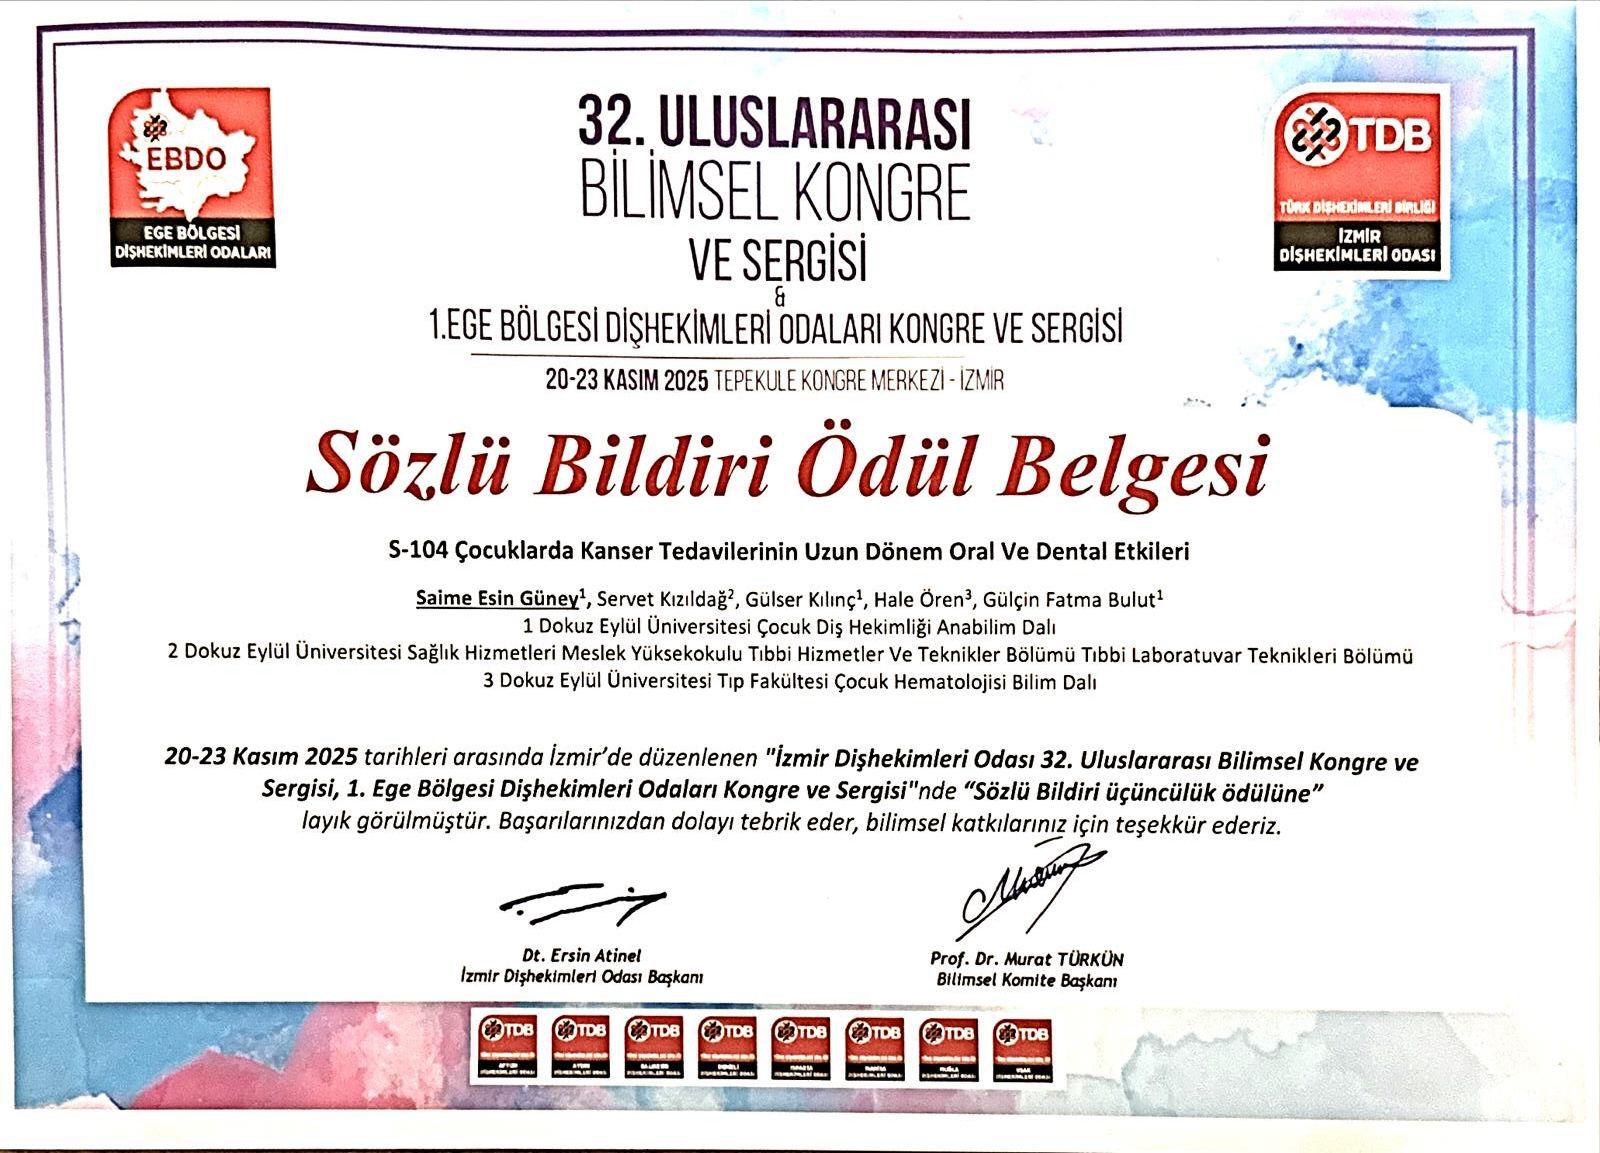 EBDO
EGE BÖLGESİ
DİŞHEKİMLERİ ODALARI
32. ULUSLARARASI
BİLİMSEL KONGRE
VE SERGİSİ
&
1.EGE BÖLGESİ DİŞHEKİMLERİ ODALARI KONGRE VE SERGİSİ
20-23 KASIM 2025 TEPEKULE KONGRE MERKEZİ - İZMİR
TDB
TÜRK DİŞHEKİMLERİ BİRLİĞİ
İZMİR
DİŞHEKİMLERİ ODASI
Sözlü Bildiri Ödül Belgesi
S-104 Çocuklarda Kanser Tedavilerinin Uzun Dönem Oral Ve Dental Etkileri
Saime Esin Güney¹, Servet Kızıldağ², Gülser Kılınç¹, Hale Ören³, Gülçin Fatma Bulut¹
1 Dokuz Eylül Üniversitesi Çocuk Diş Hekimliği Anabilim Dalı
2 Dokuz Eylül Üniversitesi Sağlık Hizmetleri Meslek Yüksekokulu Tıbbi Hizmetler Ve Teknikler Bölümü Tıbbi Laboratuvar Teknikleri Bölümü
3 Dokuz Eylül Üniversitesi Tıp Fakültesi Çocuk Hematolojisi Bilim Dalı
20-23 Kasım 2025 tarihleri arasında İzmir’de düzenlenen "İzmir Dişhekimleri Odası 32. Uluslararası Bilimsel Kongre ve
Sergisi, 1. Ege Bölgesi Dişhekimleri Odaları Kongre ve Sergisi"nde “Sözlü Bildiri üçüncülük ödülüne”
layık görülmüştür. Başarılarınızdan dolayı tebrik eder, bilimsel katkılarınız için teşekkür ederiz.
Dt. Ersin Atinel
İzmir Dişhekimleri Odası Başkanı
Prof. Dr. Murat TÜRKÜN
Bilimsel Komite Başkanı
TDB TDB TDB TDB TDB TDB TDB TDB